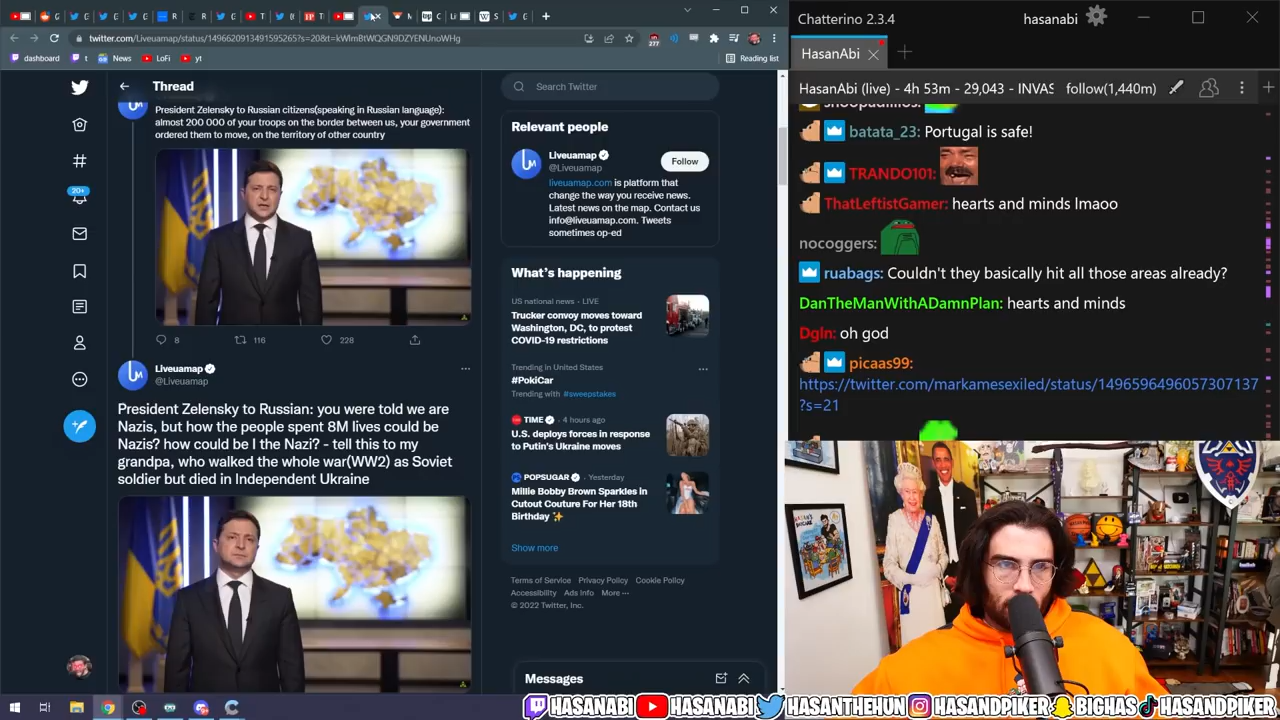 twitter.com/Liveuamap/status/1496620913491595265?s=20&t=kWlmBtWQGN9DZYENUnoWHg
dashboard
t
News
LoFi
yt
Reading list
Thread
President Zelensky to Russian citizens(speaking in Russian language):
almost 200 000 of your troops on the border between us, your government
ordered them to move, on the territory of other country
8
116
228
20+
Liveuamap
@Liveuamap
President Zelensky to Russian: you were told we are
Nazis, but how the people spent 8M lives could be
Nazis? how could be I the Nazi? - tell this to my
grandpa, who walked the whole war(WW2) as Soviet
soldier but died in Independent Ukraine
Search Twitter
Relevant people
Liveuamap
@Liveuamap
Follow
liveuamap.com is platform that
change the way you receive news.
Latest news on the map. Contact us
info@liveuamap.com. Tweets
sometimes op-ed
What's happening
US national news · LIVE
Trucker convoy moves toward
Washington, DC, to protest
COVID-19 restrictions
Trending in United States
#PokiCar
Trending with #sweepstakes
TIME · 4 hours ago
U.S. deploys forces in response
to Putin's Ukraine moves
POPSUGAR · Yesterday
Millie Bobby Brown Sparkles in
Cutout Couture For Her 18th
Birthday ✨
Show more
Terms of Service Privacy Policy Cookie Policy
Accessibility Ads Info More ···
© 2022 Twitter, Inc.
Messages
Chatterino 2.3.4
hasanabi
HasanAbi
HasanAbi (live) - 4h 53m - 29,043 - INVAS
follow(1,440m)
batata_23: Portugal is safe!
TRANDO101:
ThatLeftistGamer: hearts and minds lmaoo
nocoggers:
ruabags: Couldn't they basically hit all those areas already?
DanTheManWithADamnPlan: hearts and minds
Dgln: oh god
picaas99:
https://twitter.com/markamesexiled/status/1496596496057307137
?s=21
HASANABI
HASANABI
HASANTHEHUN
HASANDPIKER
BIGHAS
HASANDPIKER